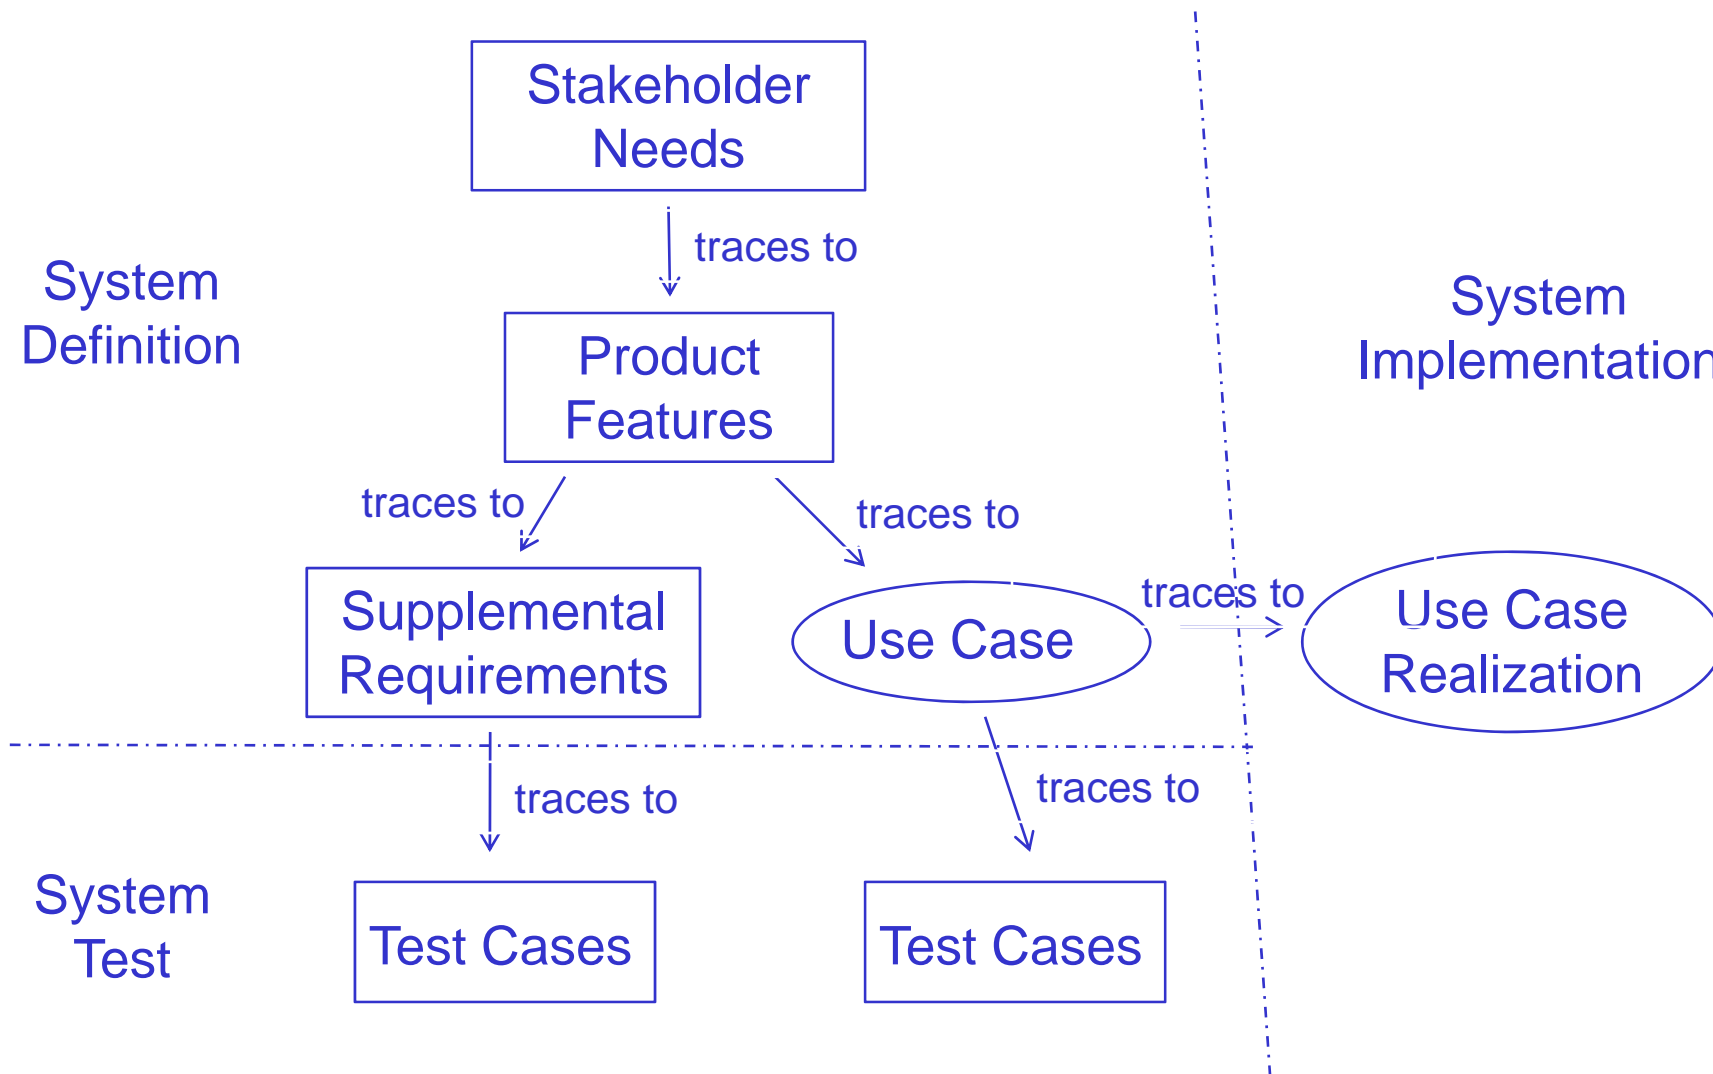 Stakeholder
Needs
traces to
System
Definition
System
Implementation
Product
Features
traces to
traces to
Supplemental
Requirements
Use Case
traces to
Use Case
Realization
traces to
traces to
System
Test
Test Cases
Test Cases